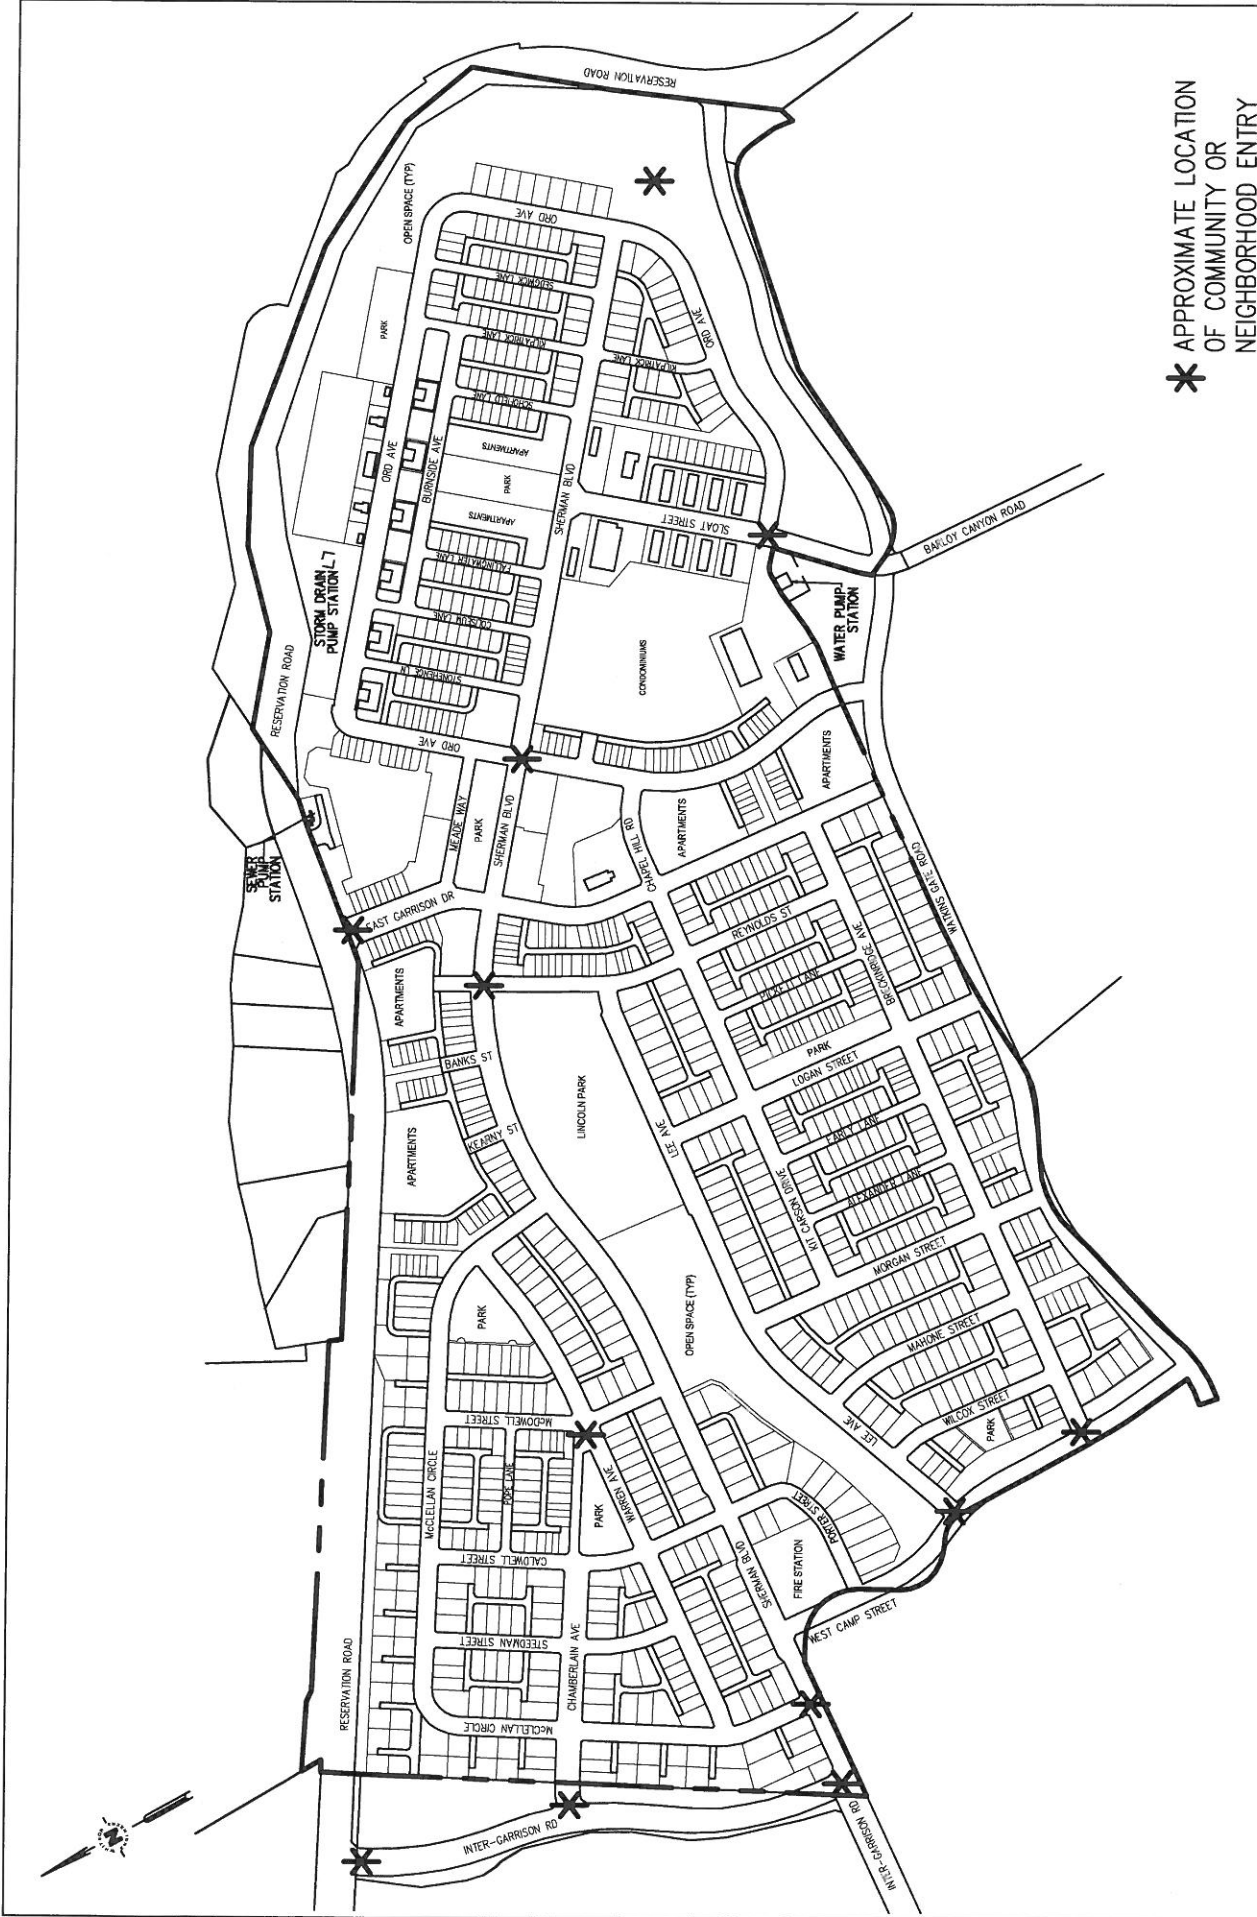 RESERVATION ROAD
OPEN SPACE (TYP)
ORD AVE
PARK
SEDGWICK LANE
KILPATRICK LANE
SCHOFIELD LANE
KILPATRICK LANE
ORD AVE
ORD AVE
BURNSIDE AVE
APARTMENTS
PARK
APARTMENTS
SHERMAN BLVD
SLOAT STREET
FALLINGWATER LANE
COLISEUM LANE
STONEHENGE LN
STORM DRAIN
PUMP STATION
BARLOY CANYON ROAD
WATER PUMP
STATION
CONDOMINIUMS
RESERVATION ROAD
ORD AVE
MEADE WAY
PARK
SHERMAN BLVD
CHAPEL HILL RD
APARTMENTS
APARTMENTS
SEWER
PUMP
STATION
EAST GARRISON DR
WATKINS GATE ROAD
REYNOLDS ST
BRECKINRIDGE AVE
PICKETT LANE
PARK
LOGAN STREET
APARTMENTS
BANKS ST
KEARNY ST
LINCOLN PARK
LEE AVE
APARTMENTS
EARLY LANE
KIT CARSON DRIVE
ALEXANDER LANE
MORGAN STREET
MAHONE STREET
WILCOX STREET
PARK
OPEN SPACE (TYP)
LEE AVE
PARK
McDOWELL STREET
McCLELLAN CIRCLE
POPE LANE
WARREN AVE
PARK
CALDWELL STREET
PORTER STREET
SHERMAN BLVD
FIRE STATION
WEST CAMP STREET
STEEDMAN STREET
CHAMBERLAIN AVE
McCLELLAN CIRCLE
RESERVATION ROAD
INTER-GARRISON RD
INTER-GARRISON RD
N
APPROXIMATE LOCATION
OF COMMUNITY OR
NEIGHBORHOOD ENTRY